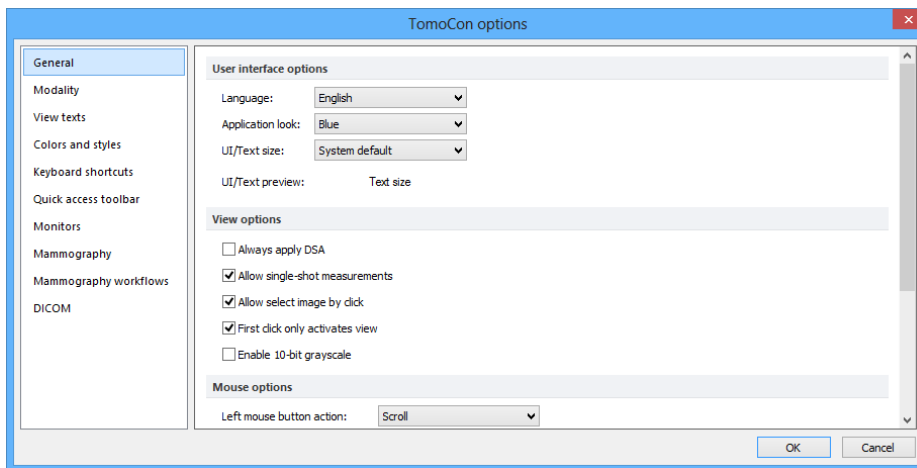 TomoCon options
General
Modality
View texts
Colors and styles
Keyboard shortcuts
Quick access toolbar
Monitors
Mammography
Mammography workflows
DICOM
User interface options
Language: English
Application look: Blue
UI/Text size: System default
UI/Text preview: Text size
View options
Always apply DSA
Allow single-shot measurements
Allow select image by click
First click only activates view
Enable 10-bit grayscale
Mouse options
Left mouse button action: Scroll
OK Cancel